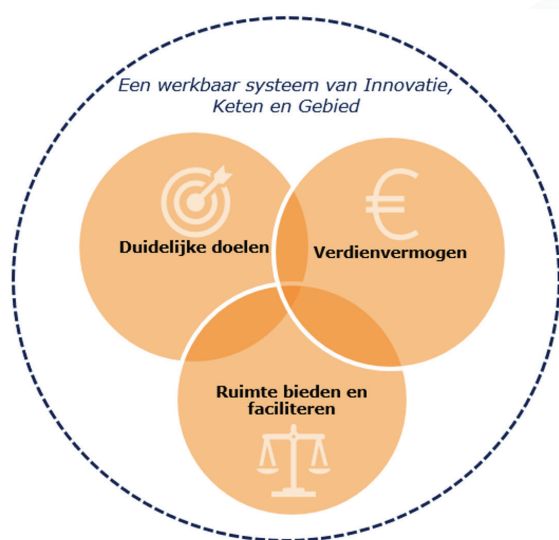 Een werkbaar systeem van Innovatie,
Keten en Gebied
Duidelijke doelen
Verdienvermogen
Ruimte bieden en
faciliteren